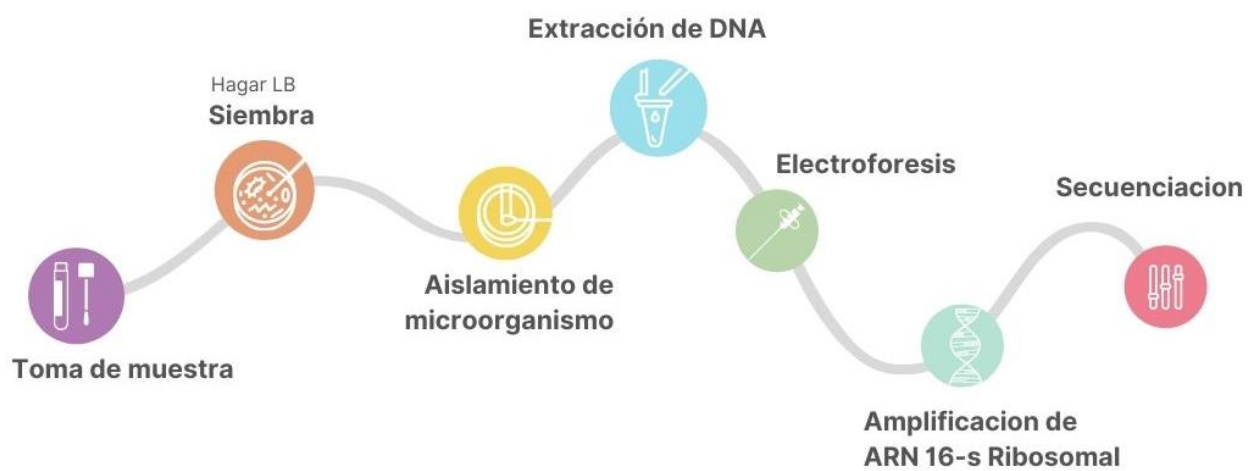 Toma de muestra
Hagar LB
Siembra
Aislamiento de
microorganismo
Extracción de DNA
Electroforesis
Amplificacion de
ARN 16-s Ribosomal
Secuenciacion